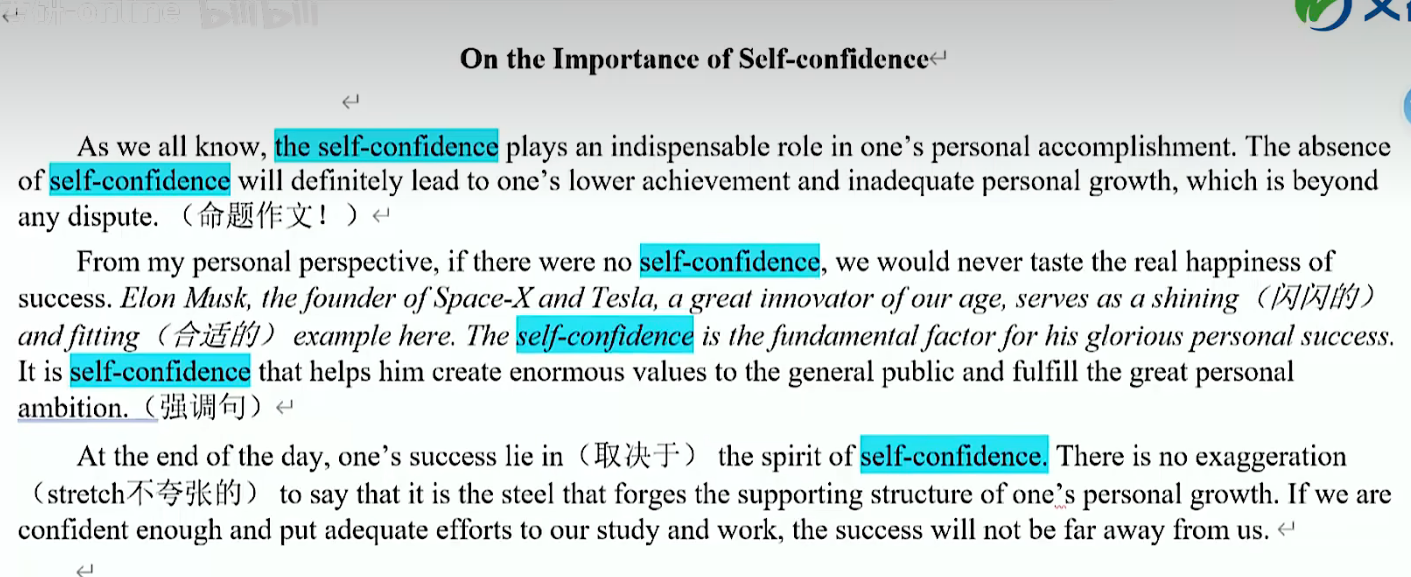 bilibili
On the Importance of Self-confidence
As we all know, the self-confidence plays an indispensable role in one's personal accomplishment. The absence
of self-confidence will definitely lead to one's lower achievement and inadequate personal growth, which is beyond
any dispute. （命题作文！）
From my personal perspective, if there were no self-confidence, we would never taste the real happiness of
success. Elon Musk, the founder of Space-X and Tesla, a great innovator of our age, serves as a shining（闪闪的）
and fitting（合适的） example here. The self-confidence is the fundamental factor for his glorious personal success.
It is self-confidence that helps him create enormous values to the general public and fulfill the great personal
ambition.（强调句）
At the end of the day, one's success lie in（取决于） the spirit of self-confidence. There is no exaggeration
（stretch不夸张的） to say that it is the steel that forges the supporting structure of one's personal growth. If we are
confident enough and put adequate efforts to our study and work, the success will not be far away from us.